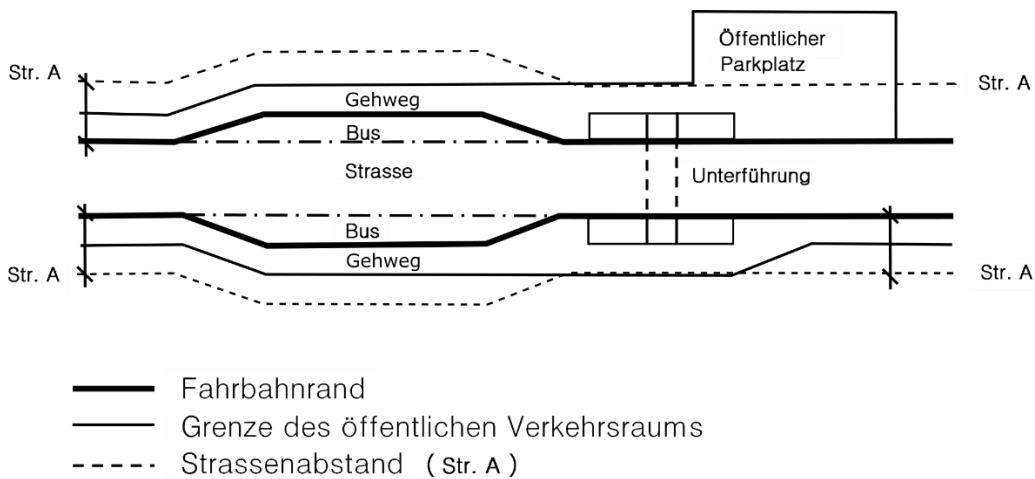 Öffentlicher
Parkplatz
Str. A
Str. A
Gehweg
Bus
Strasse
Unterführung
Bus
Gehweg
Str. A
Str. A
Fahrbahnrand
Grenze des öffentlichen Verkehrsraums
Strassenabstand ( Str. A )